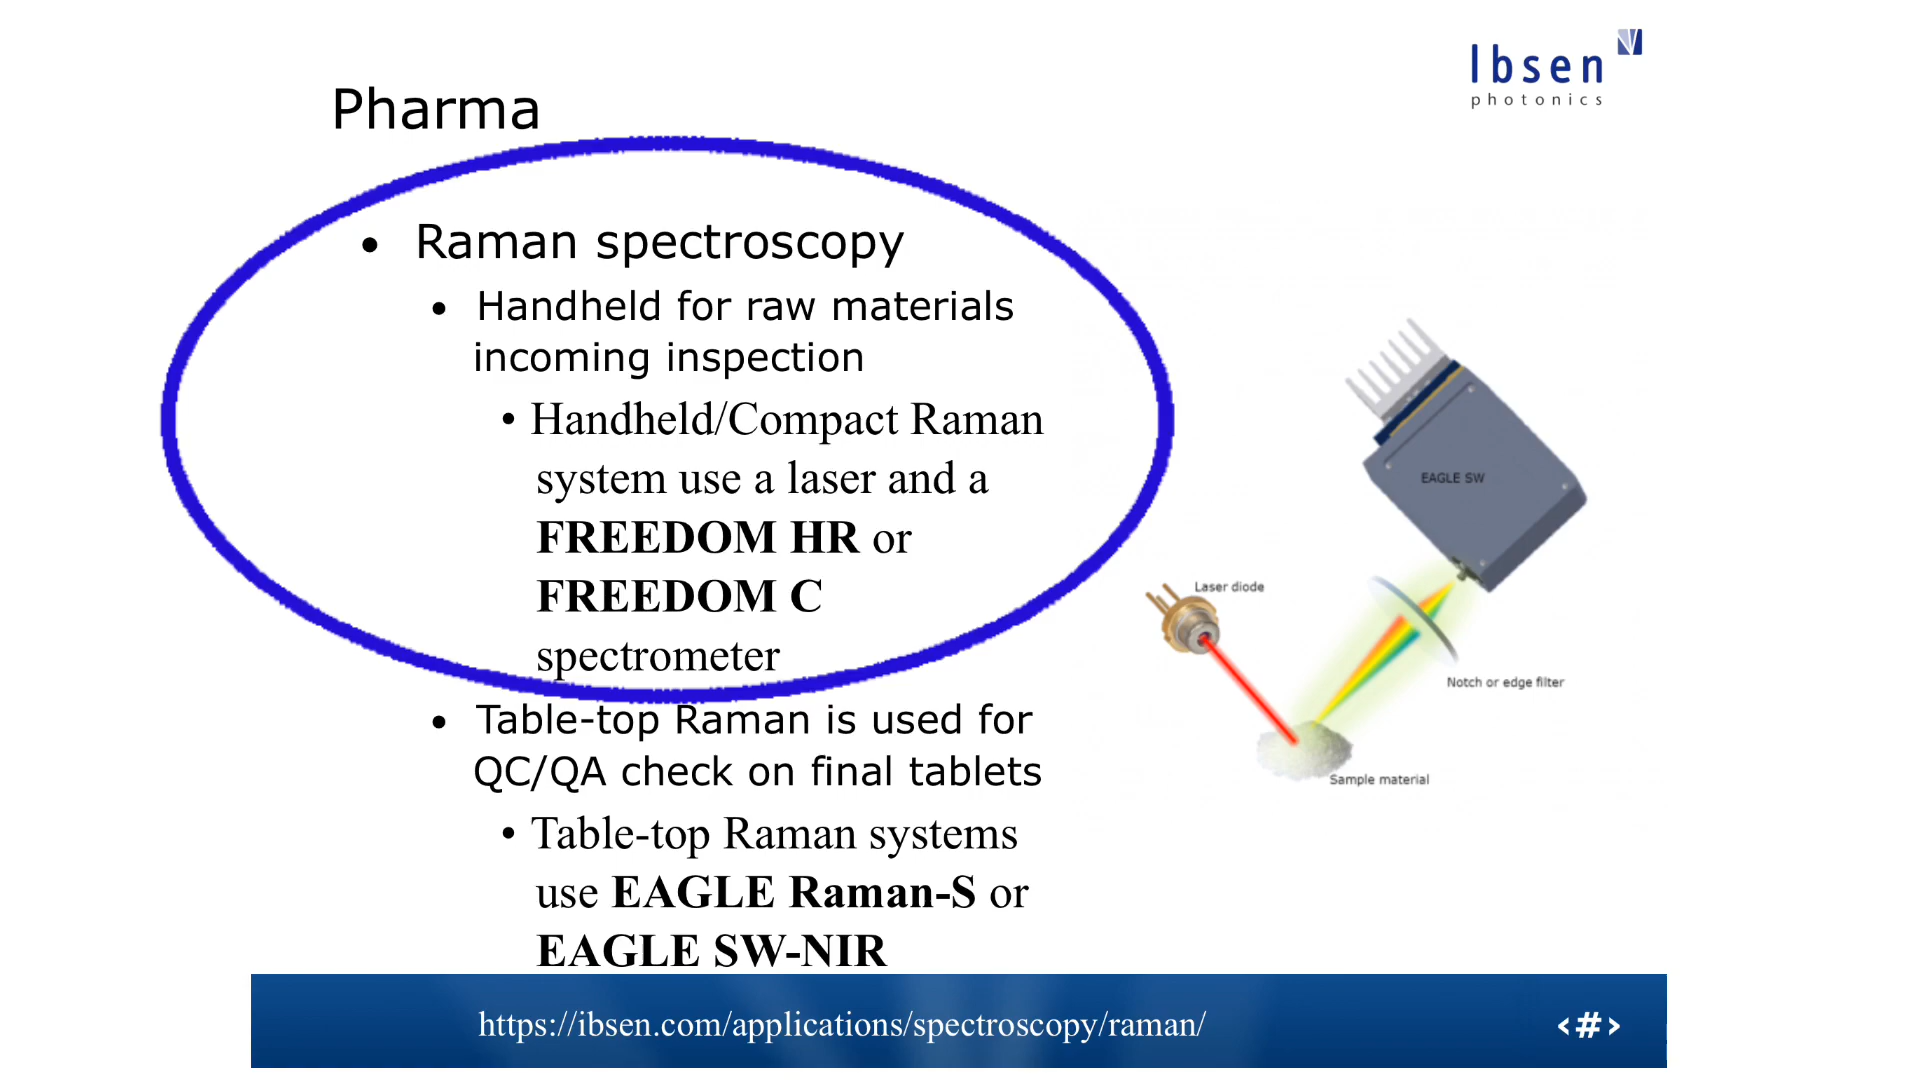 Ibsen
photonics
Pharma
• Raman spectroscopy
• Handheld for raw materials
incoming inspection
• Handheld/Compact Raman
system use a laser and a
FREEDOM HR or
FREEDOM C
spectrometer
• Table-top Raman is used for
QC/QA check on final tablets
• Table-top Raman systems
use EAGLE Raman-S or
EAGLE SW-NIR
EAGLE SW
Laser diode
Notch or edge filter
Sample material
https://ibsen.com/applications/spectroscopy/raman/
‹#›